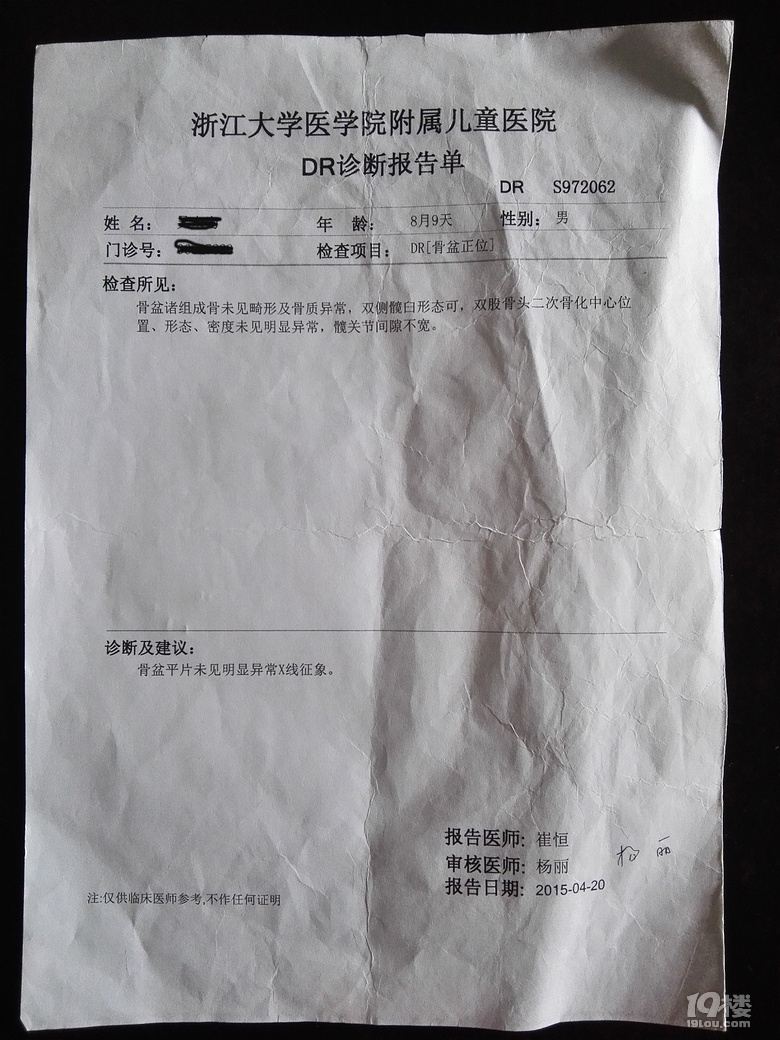 浙江大学医学院附属儿童医院
DR诊断报告单
DR S972062
姓 名： 年 龄： 8月9天 性别： 男
门诊号： 检查项目： DR[骨盆正位]
检查所见：
骨盆诸组成骨未见畸形及骨质异常，双侧髋臼形态可，双股骨头二次骨化中心位
置、形态、密度未见明显异常，髋关节间隙不宽。
诊断及建议：
骨盆平片未见明显异常X线征象。
报告医师: 崔恒
审核医师: 杨丽
杨丽
报告日期: 2015-04-20
注:仅供临床医师参考,不作任何证明
19楼
19lou.com